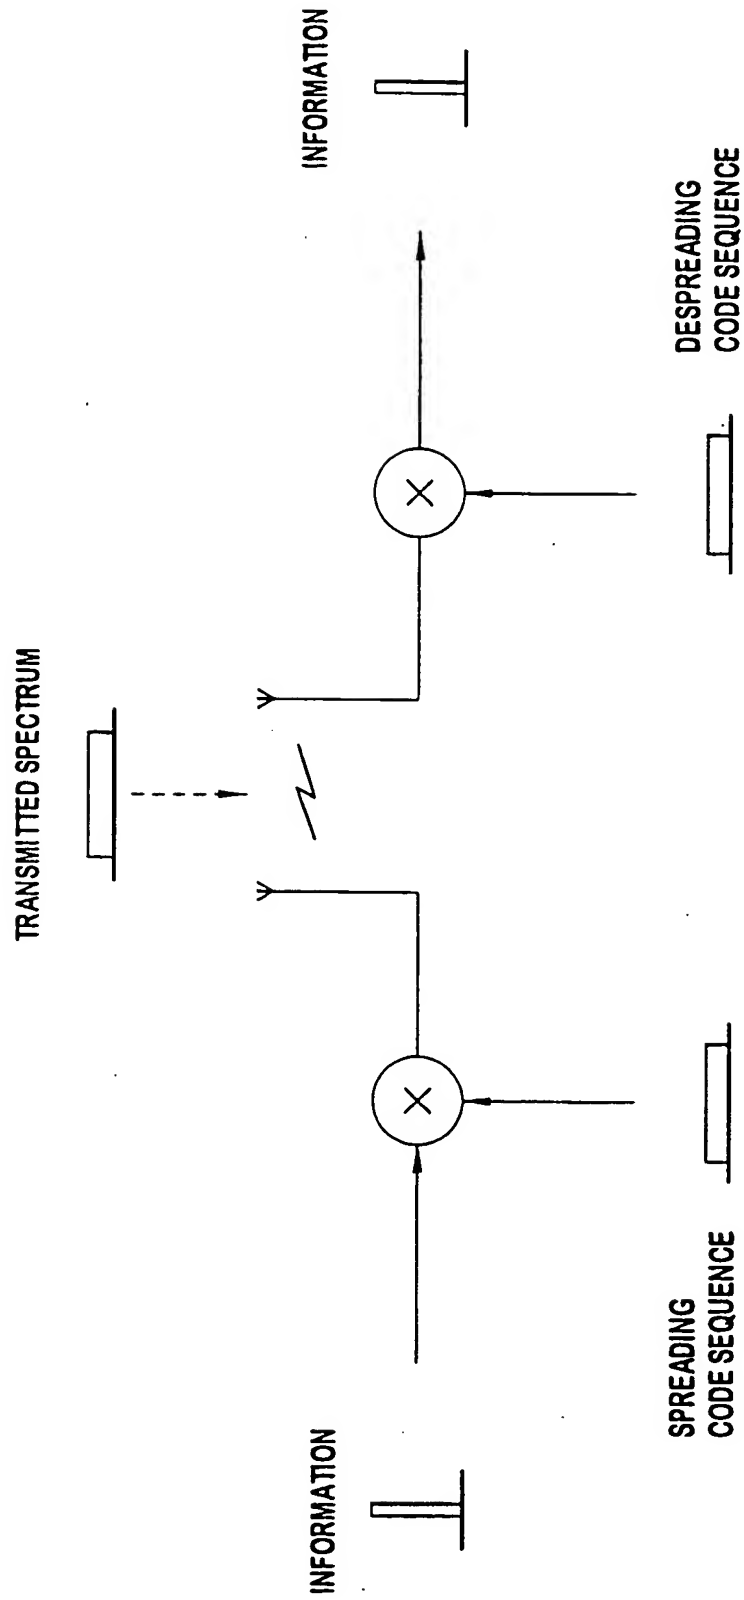 TRANSMITTED SPECTRUM
INFORMATION
INFORMATION
SPREADING
CODE SEQUENCE
DESPREADING
CODE SEQUENCE